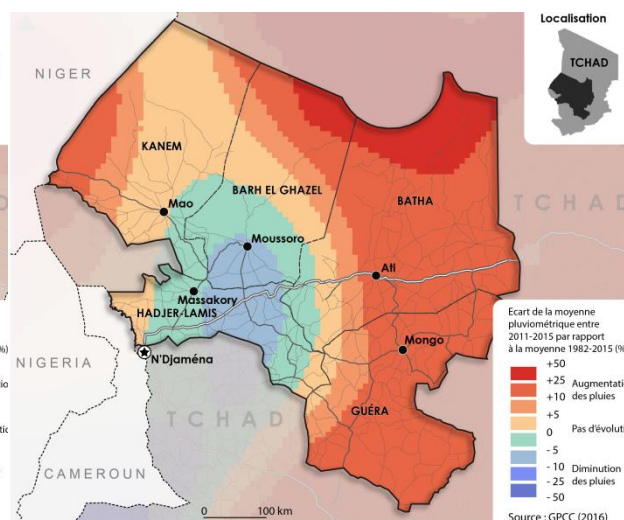 Localisation
TCHAD
NIGER
KANEM
BARH EL GHAZEL
BATHA
Mao
Moussoro
TCHAD
Ati
Massakory
HADJER-LAMIS
N'Djaména
Mongo
NIGERIA
TCHAD
GUÉRA
CAMEROUN
0 100 km
Ecart de la moyenne
pluviométrique entre
2011-2015 par rapport
à la moyenne 1982-2015 (%
+50
+25
Augmenta
+10
des pluies
+5
0
Pas d'évoluti
- 5
- 10
Diminution
- 25
des pluies
- 50
Source : GPCC (2016)
%)